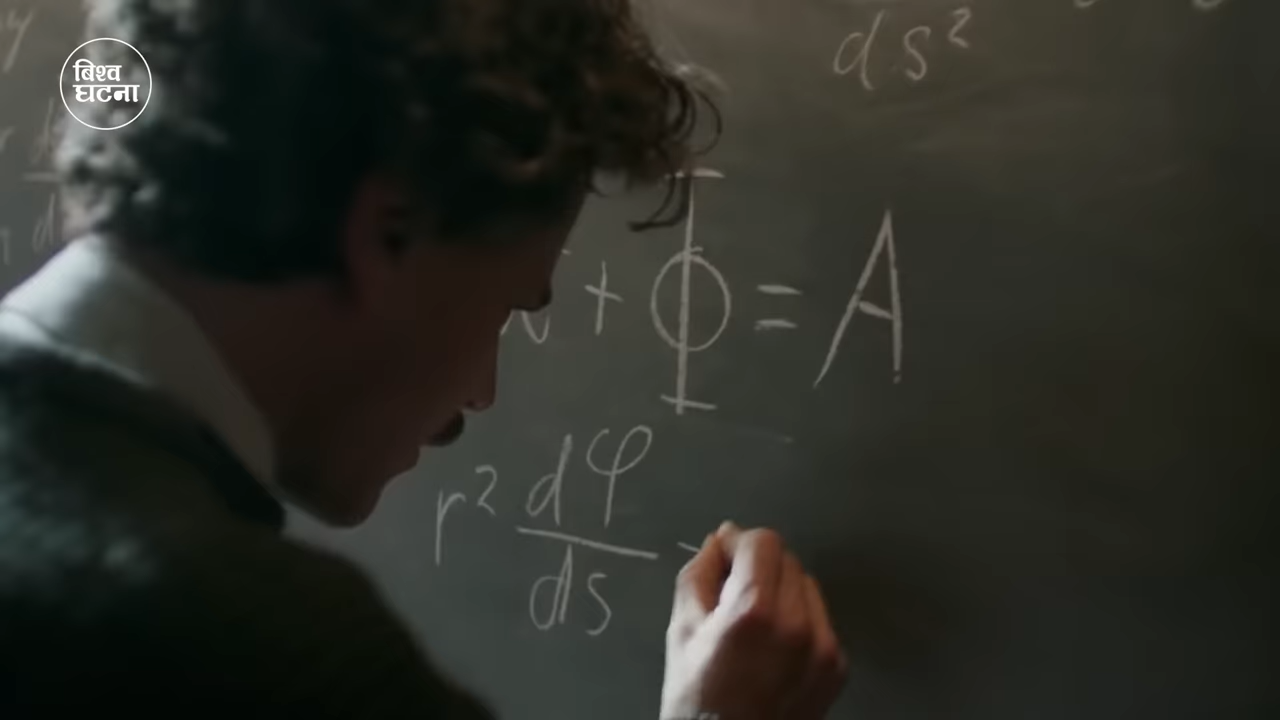 बिश्व
घटना
ds²
+ Φ = A
r² dφ
ds